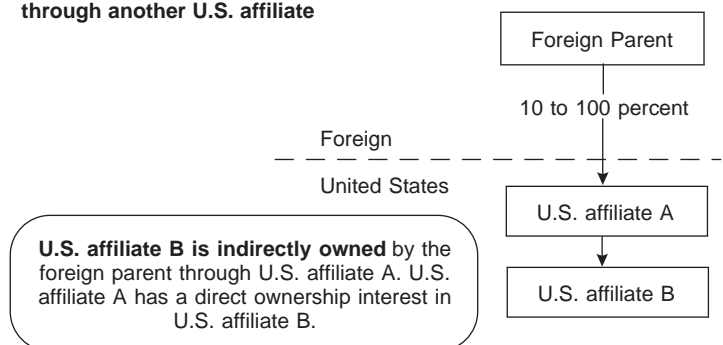 through another U.S. affiliate
Foreign Parent
10 to 100 percent
Foreign
United States
U.S. affiliate A
U.S. affiliate B is indirectly owned by the
foreign parent through U.S. affiliate A. U.S.
affiliate A has a direct ownership interest in
U.S. affiliate B.
U.S. affiliate B